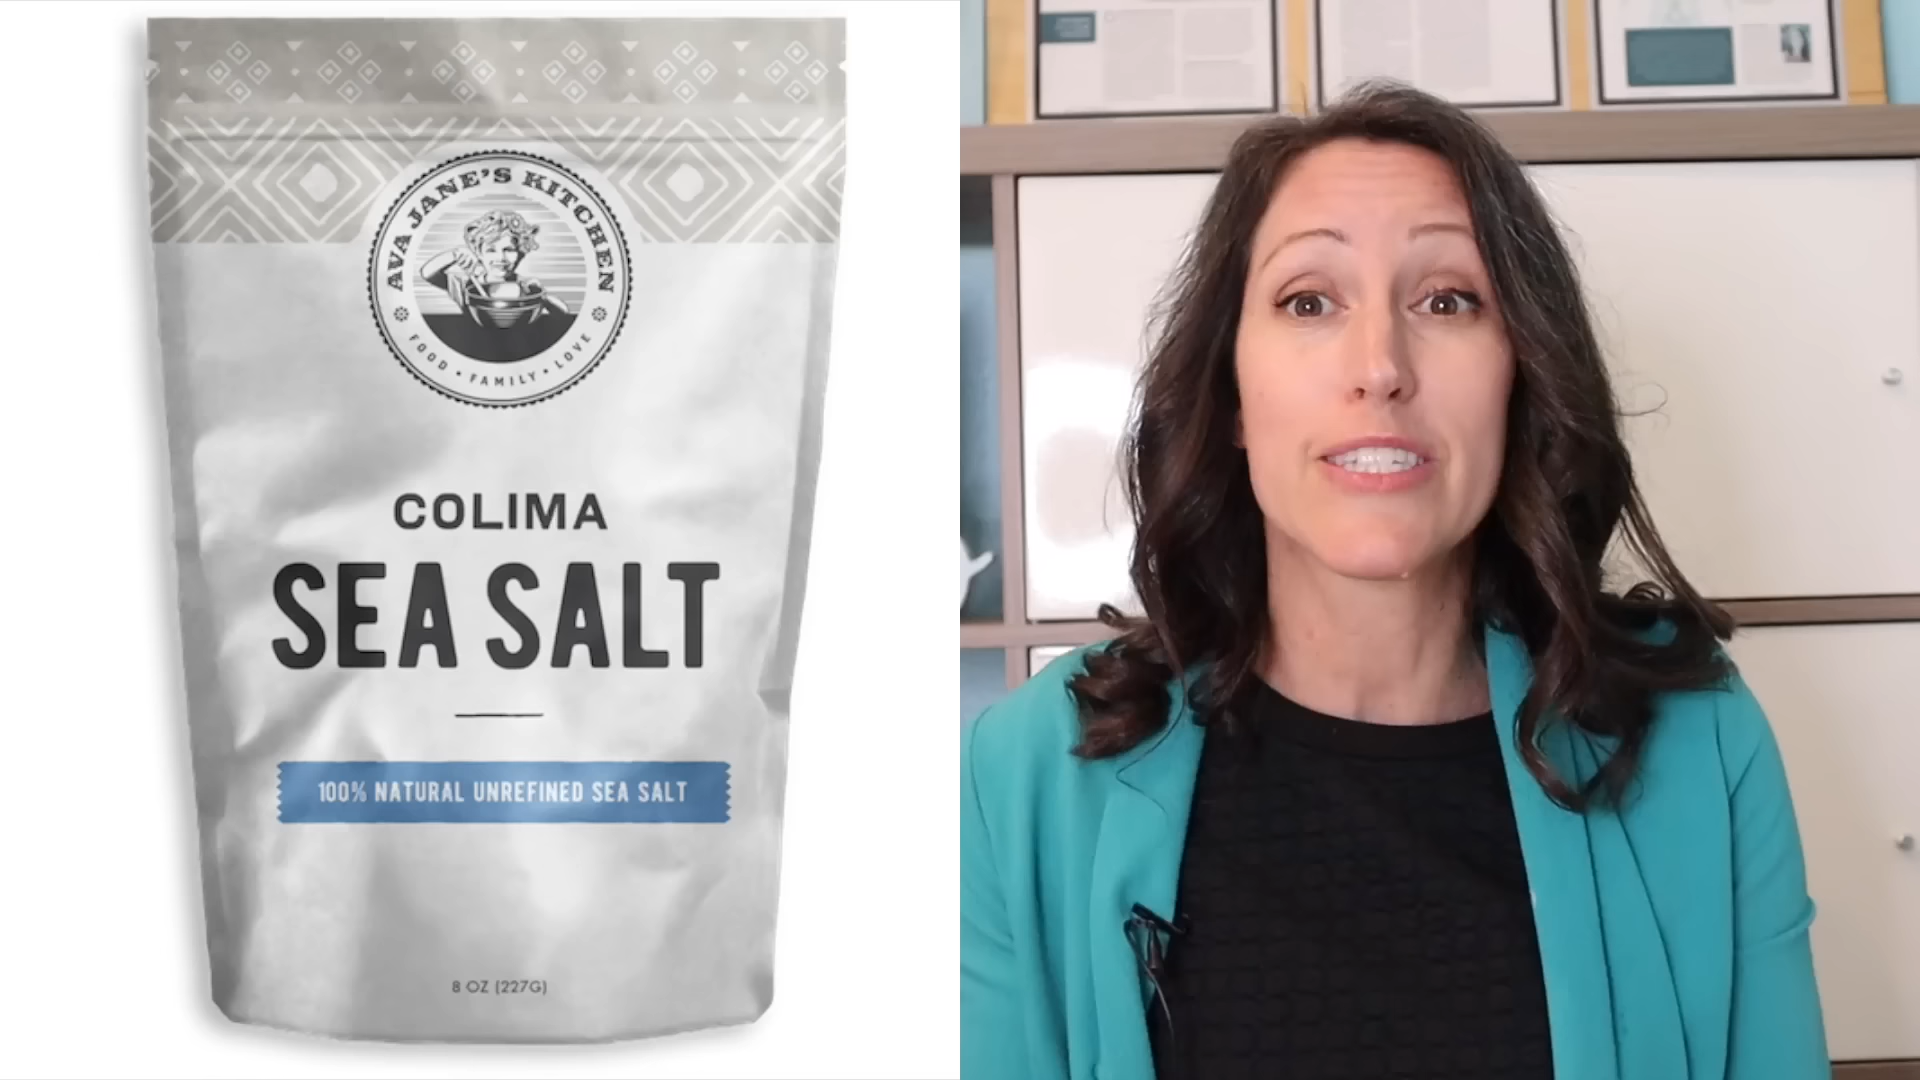 AVA JANE'S KITCHEN
FOOD • FAMILY • LOVE
COLIMA
SEA SALT
100% NATURAL UNREFINED SEA SALT
8 OZ (227G)